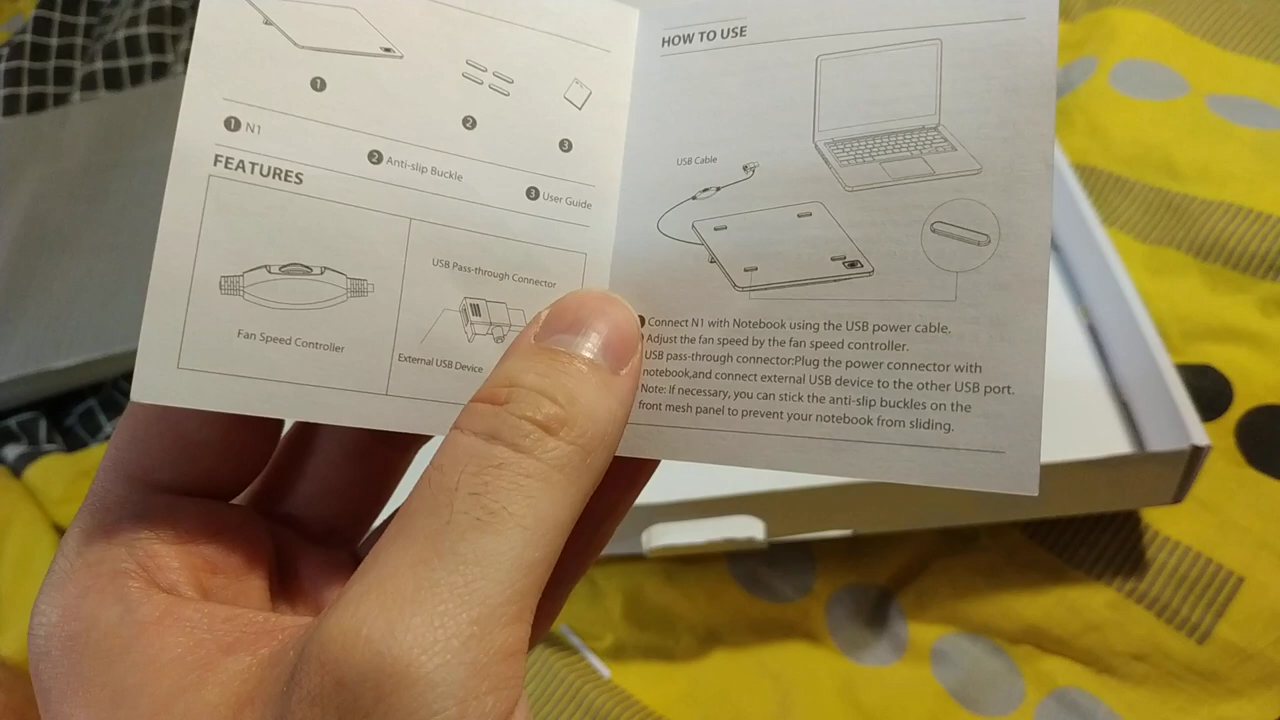 1
2
3
1 N1
2 Anti-slip Buckle
3 User Guide
FEATURES
Fan Speed Controller
USB Pass-through Connector
External USB Device
HOW TO USE
USB Cable
Connect N1 with Notebook using the USB power cable.
Adjust the fan speed by the fan speed controller.
USB pass-through connector:Plug the power connector with
notebook,and connect external USB device to the other USB port.
Note: If necessary, you can stick the anti-slip buckles on the
front mesh panel to prevent your notebook from sliding.